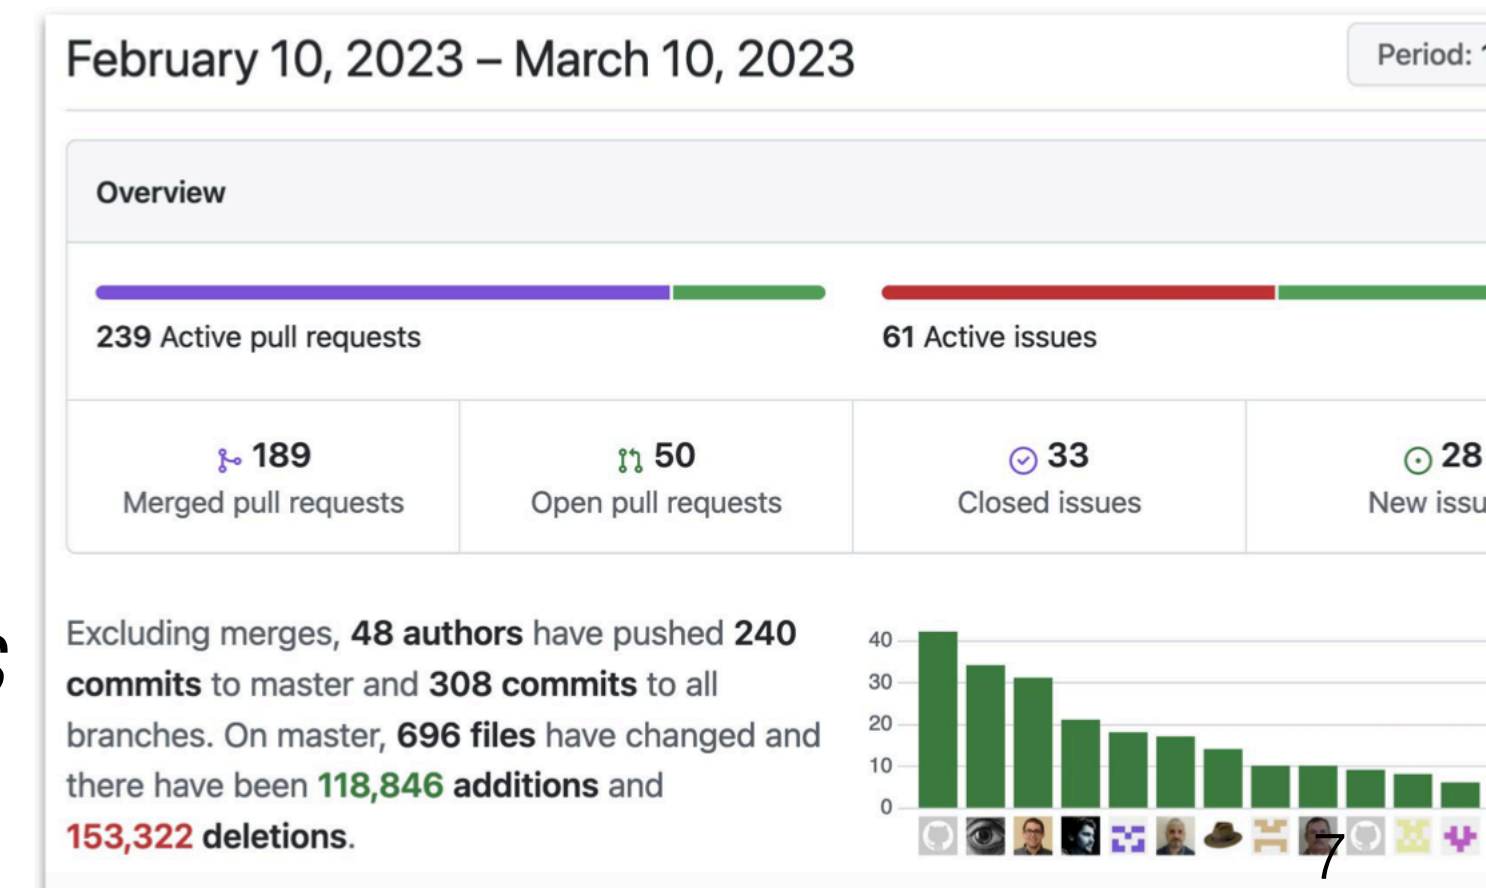 February 10, 2023 – March 10, 2023
Period:
Overview
239 Active pull requests
61 Active issues
189
Merged pull requests
50
Open pull requests
33
Closed issues
28
New
Excluding merges, 48 authors have pushed 240
commits to master and 308 commits to all
branches. On master, 696 files have changed and
there have been 118,846 additions and
153,322 deletions.
40
30
20
10
0
7